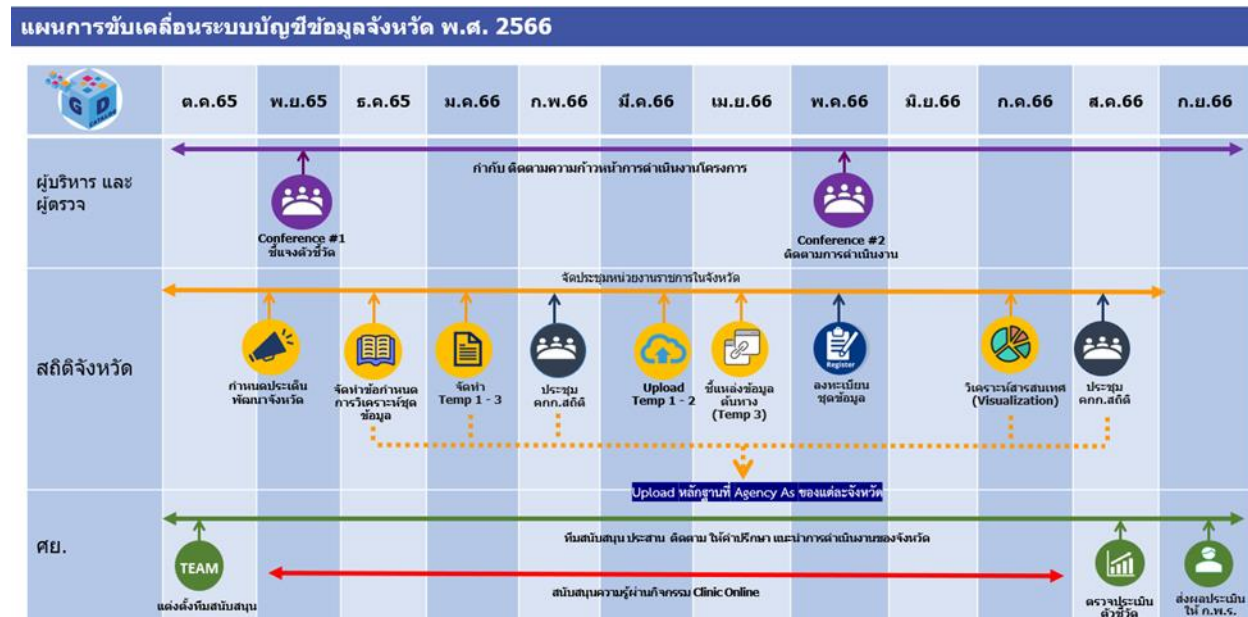 แผนการขับเคลื่อนระบบบัญชีข้อมูลจังหวัด พ.ศ. 2566
G D
CATALOG
ต.ค.65 พ.ย.65 ธ.ค.65 ม.ค.66 ก.พ.66 มี.ค.66 เม.ย.66 พ.ค.66 มิ.ย.66 ก.ค.66 ส.ค.66 ก.ย.66
ผู้บริหาร และ
ผู้ตรวจ
กำกับ ติดตามความก้าวหน้าการดำเนินงานโครงการ
Conference #1
ชี้แจงตัวชี้วัด
Conference #2
ติดตามการดำเนินงาน
สถิติจังหวัด
จัดประชุมหน่วยงานราชการในจังหวัด
กำหนดประเด็น
พัฒนาจังหวัด
จัดทำข้อกำหนด
การวิเคราะห์ชุด
ข้อมูล
จัดทำ
Temp 1 - 3
ประชุม
คกก.สถิติ
Upload
Temp 1 - 2
ชี้แหล่งข้อมูล
ต้นทาง
(Temp 3)
Register
ลงทะเบียน
ชุดข้อมูล
วิเคราะห์สารสนเทศ
(Visualization)
ประชุม
คกก.สถิติ
Upload หลักฐานที่ Agency As ของแต่ละจังหวัด
ศย.
ทีมสนับสนุน ประสาน ติดตาม ให้คำปรึกษา แนะนำการดำเนินงานของจังหวัด
TEAM
แต่งตั้งทีมสนับสนุน
สนับสนุนความรู้ผ่านกิจกรรม Clinic Online
ตรวจประเมิน
ตัวชี้วัด
ส่งผลประเมิน
ให้ ก.พ.ร.